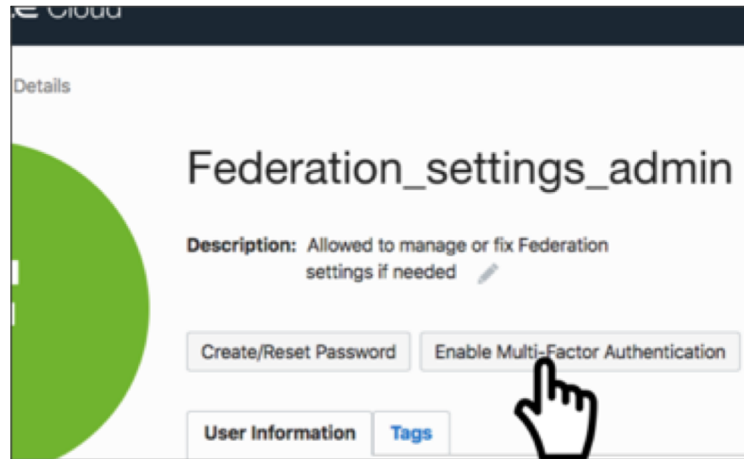 Cloud
Details
Federation_settings_admin
Description: Allowed to manage or fix Federation
settings if needed
Create/Reset Password Enable Multi-Factor Authentication
User Information Tags